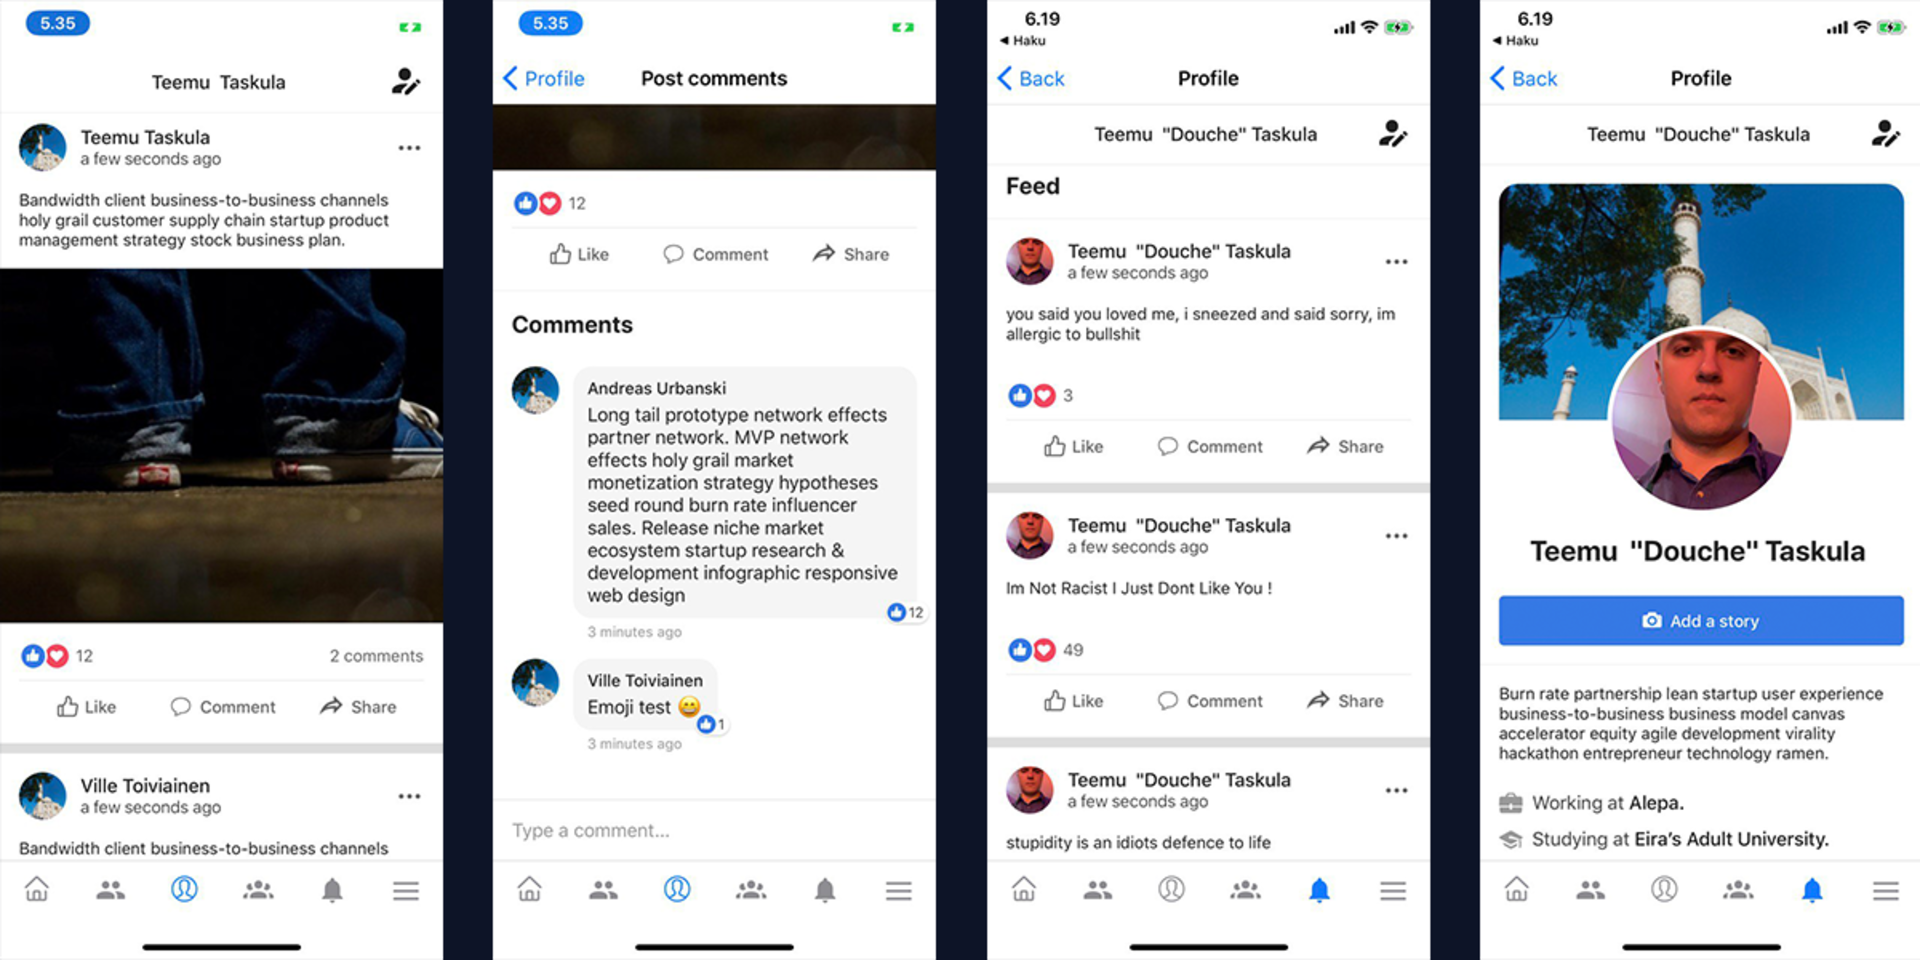 5.35
Teemu Taskula
Teemu Taskula
a few seconds ago
Bandwidth client business-to-business channels
holy grail customer supply chain startup product
management strategy stock business plan.
12
2 comments
Like
Comment
Share
Ville Toiviainen
a few seconds ago
Bandwidth client business-to-business channels
5.35
Profile
Post comments
12
Like
Comment
Share
Comments
Andreas Urbanski
Long tail prototype network effects
partner network. MVP network
effects holy grail market
monetization strategy hypotheses
seed round burn rate influencer
sales. Release niche market
ecosystem startup research &
development infographic responsive
web design
12
3 minutes ago
Ville Toiviainen
Emoji test 😀
1
3 minutes ago
Type a comment...
6.19
Haku
Back
Profile
Teemu "Douche" Taskula
Feed
Teemu "Douche" Taskula
a few seconds ago
you said you loved me, i sneezed and said sorry, im
allergic to bullshit
3
Like
Comment
Share
Teemu "Douche" Taskula
a few seconds ago
Im Not Racist I Just Dont Like You !
49
Like
Comment
Share
Teemu "Douche" Taskula
a few seconds ago
stupidity is an idiots defence to life
6.19
Haku
Back
Profile
Teemu "Douche" Taskula
Teemu "Douche" Taskula
Add a story
Burn rate partnership lean startup user experience
business-to-business business model canvas
accelerator equity agile development virality
hackathon entrepreneur technology ramen.
Working at Alepa.
Studying at Eira's Adult University.